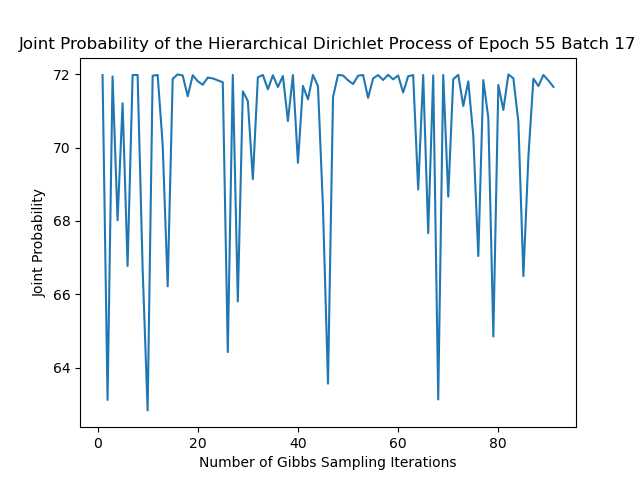 Joint Probability of the Hierarchical Dirichlet Process of Epoch 55 Batch 17
72
70
68
66
64
Joint Probability
0 20 40 60 80
Number of Gibbs Sampling Iterations